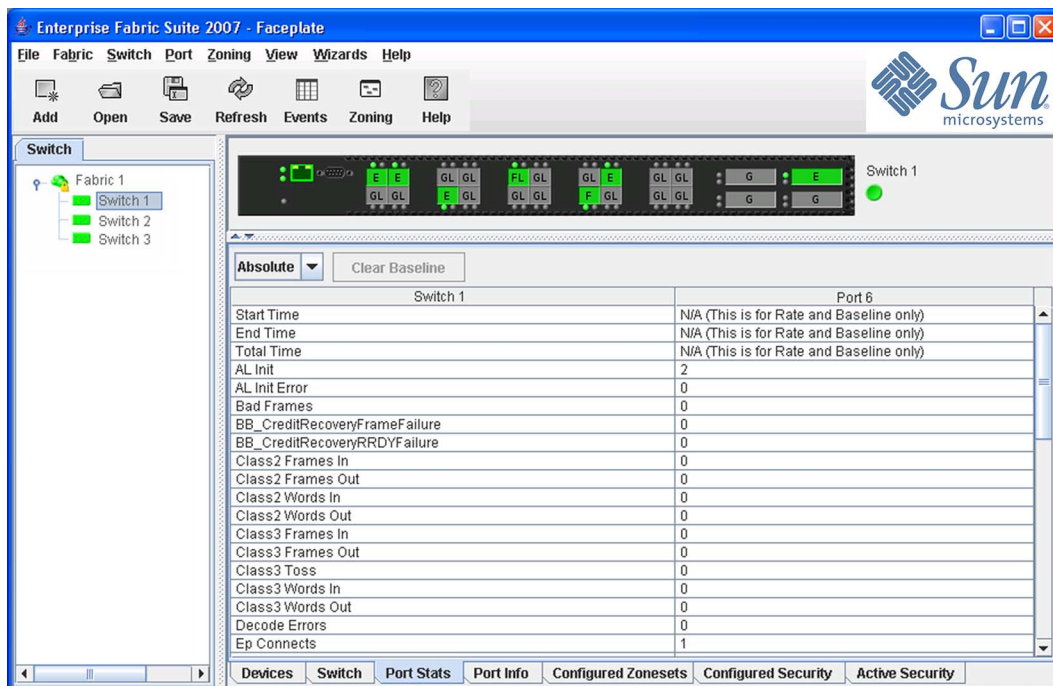 Enterprise Fabric Suite 2007 - Faceplate
File Fabric Switch Port Zoning View Wizards Help
Add Open Save Refresh Events Zoning Help
Sun
microsystems
Switch
Fabric 1
Switch 1
Switch 2
Switch 3
E E GL GL FL GL GL E GL GL G E
GL GL E GL GL GL F GL GL GL G G
Switch 1
Absolute Clear Baseline
Switch 1 Port 6
Start Time N/A (This is for Rate and Baseline only)
End Time N/A (This is for Rate and Baseline only)
Total Time N/A (This is for Rate and Baseline only)
AL Init 2
AL Init Error 0
Bad Frames 0
BB_CreditRecoveryFrameFailure 0
BB_CreditRecoveryRRDYFailure 0
Class2 Frames In 0
Class2 Frames Out 0
Class2 Words In 0
Class2 Words Out 0
Class3 Frames In 0
Class3 Frames Out 0
Class3 Toss 0
Class3 Words In 0
Class3 Words Out 0
Decode Errors 0
Ep Connects 1
Devices Switch Port Stats Port Info Configured Zonesets Configured Security Active Security